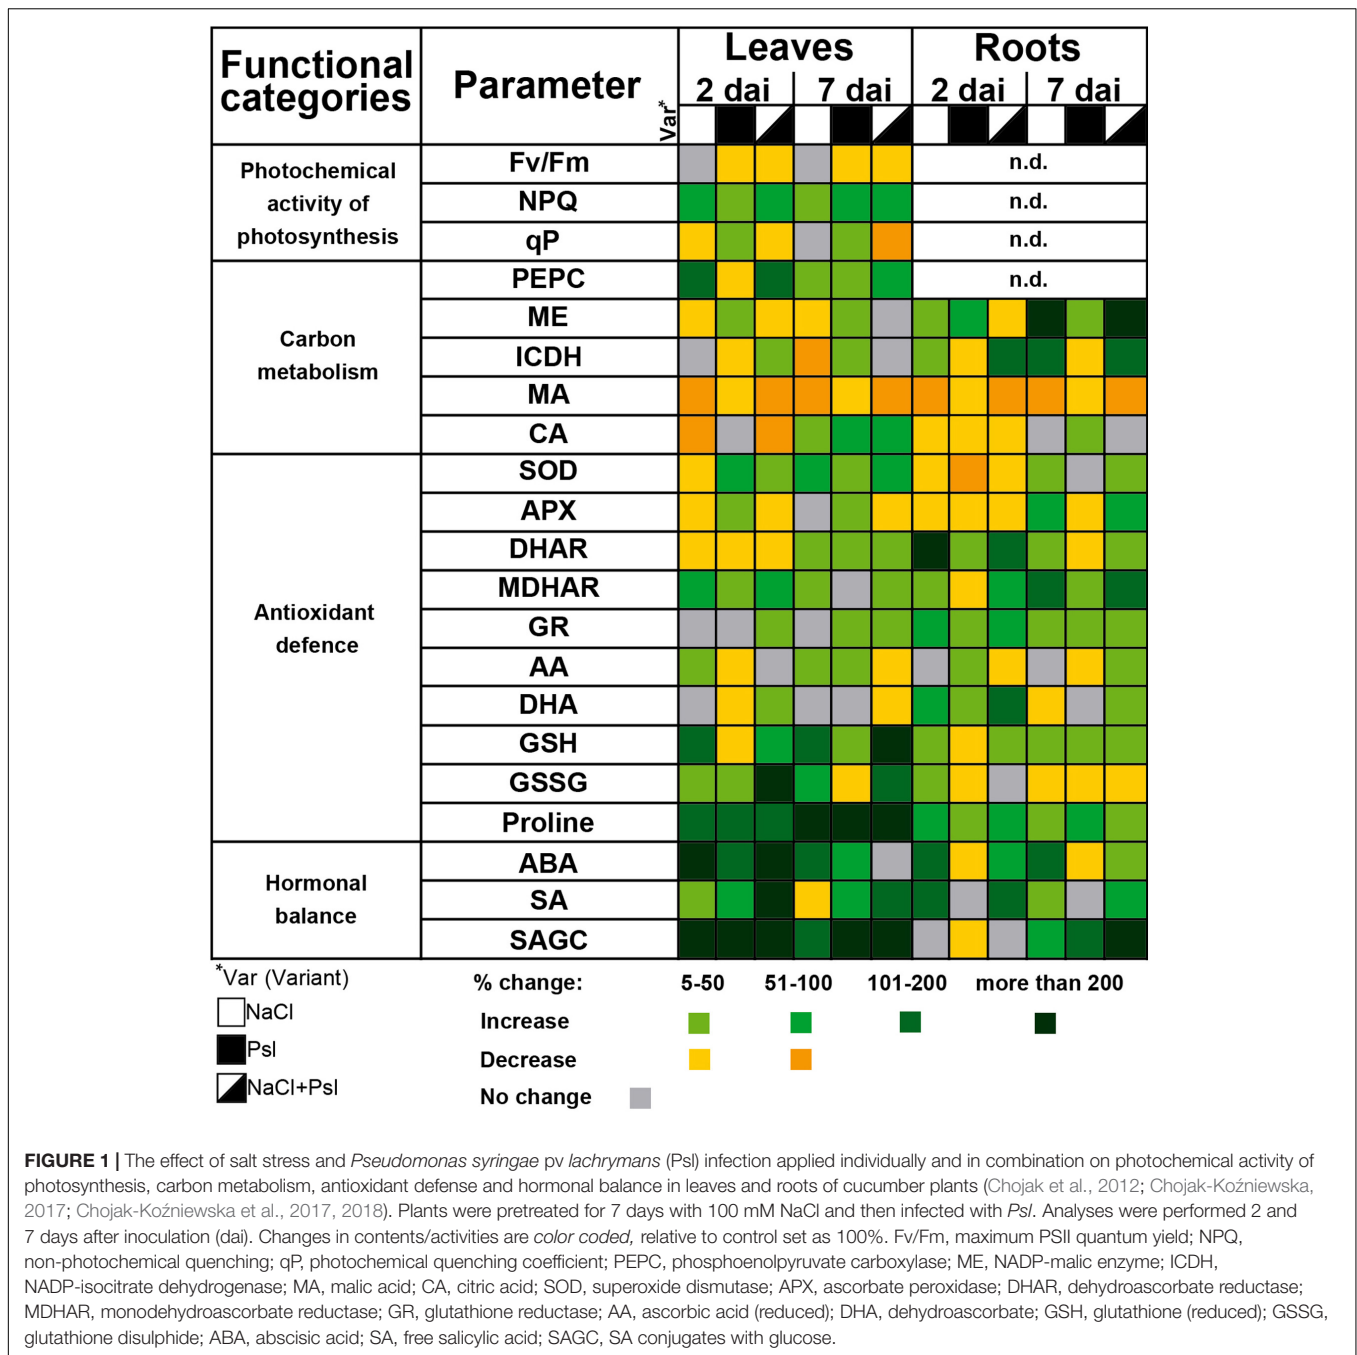 Functional categories
Parameter
Var*
Leaves
Roots
2 dai
7 dai
2 dai
7 dai
Photochemical
activity of
photosynthesis
Fv/Fm
n.d.
NPQ
n.d.
qP
n.d.
Carbon
metabolism
PEPC
n.d.
ME
ICDH
MA
CA
Antioxidant
defence
SOD
APX
DHAR
MDHAR
GR
AA
DHA
GSH
GSSG
Proline
Hormonal
balance
ABA
SA
SAGC
*Var (Variant)
NaCl
Psl
NaCl+Psl
% change: 5-50 51-100 101-200 more than 200
Increase
Decrease
No change
FIGURE 1 | The effect of salt stress and Pseudomonas syringae pv lachrymans (Psl) infection applied individually and in combination on photochemical activity of
photosynthesis, carbon metabolism, antioxidant defense and hormonal balance in leaves and roots of cucumber plants (Chojak et al., 2012; Chojak-Koźniewska,
2017; Chojak-Koźniewska et al., 2017, 2018). Plants were pretreated for 7 days with 100 mM NaCl and then infected with Psl. Analyses were performed 2 and
7 days after inoculation (dai). Changes in contents/activities are color coded, relative to control set as 100%. Fv/Fm, maximum PSII quantum yield; NPQ,
non-photochemical quenching; qP, photochemical quenching coefficient; PEPC, phosphoenolpyruvate carboxylase; ME, NADP-malic enzyme; ICDH,
NADP-isocitrate dehydrogenase; MA, malic acid; CA, citric acid; SOD, superoxide dismutase; APX, ascorbate peroxidase; DHAR, dehydroascorbate reductase;
MDHAR, monodehydroascorbate reductase; GR, glutathione reductase; AA, ascorbic acid (reduced); DHA, dehydroascorbate; GSH, glutathione (reduced); GSSG,
glutathione disulphide; ABA, abscisic acid; SA, free salicylic acid; SAGC, SA conjugates with glucose.